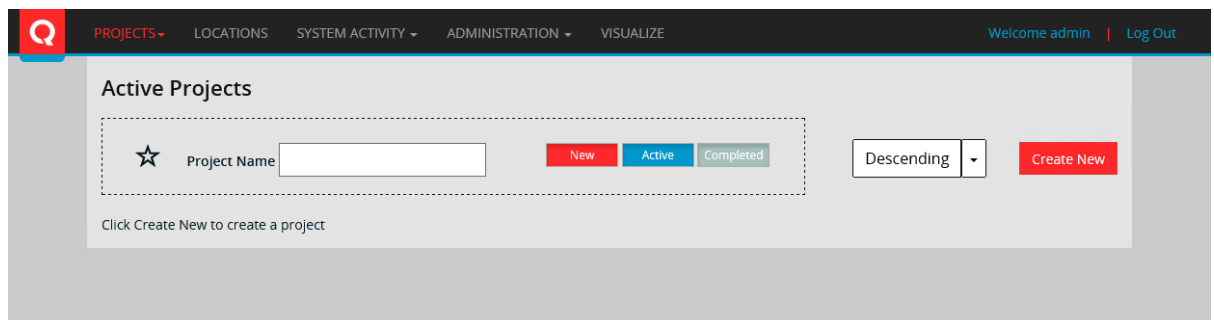 PROJECTS LOCATIONS SYSTEM ACTIVITY ADMINISTRATION VISUALIZE Welcome admin | Log Out
Active Projects
Project Name New Active Completed Descending Create New
Click Create New to create a project